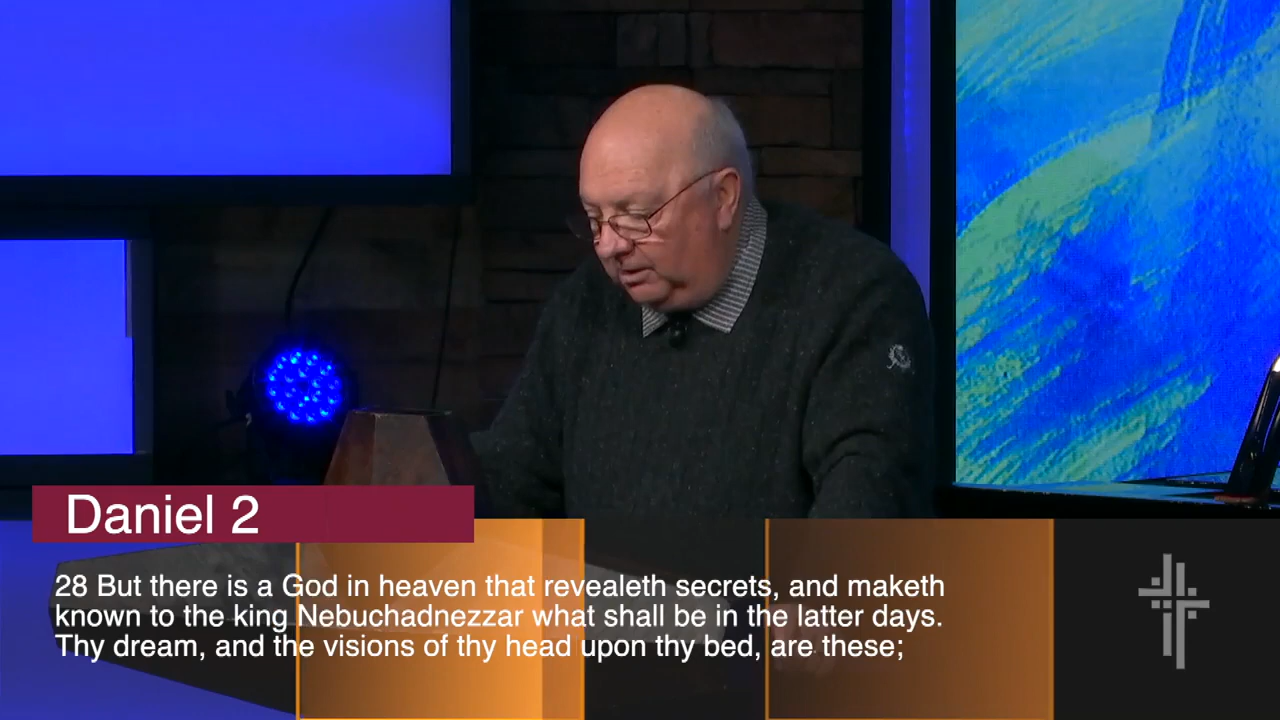 Daniel 2
28 But there is a God in heaven that revealeth secrets, and maketh
known to the king Nebuchadnezzar what shall be in the latter days.
Thy dream, and the visions of thy head upon thy bed, are these;